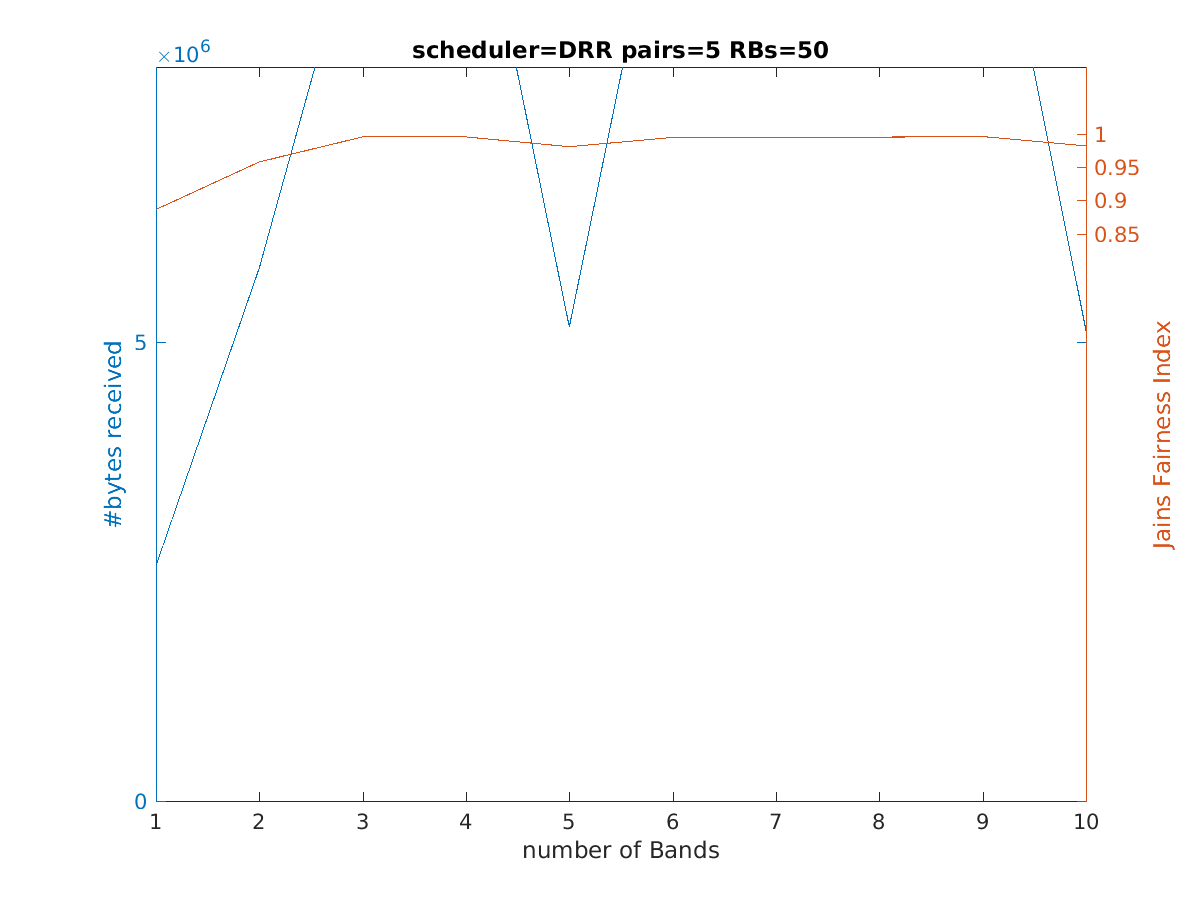 scheduler=DRR pairs=5 RBs=50
×10^6
5
0
#bytes received
1
0.95
0.9
0.85
Jains Fairness Index
1 2 3 4 5 6 7 8 9 10
number of Bands